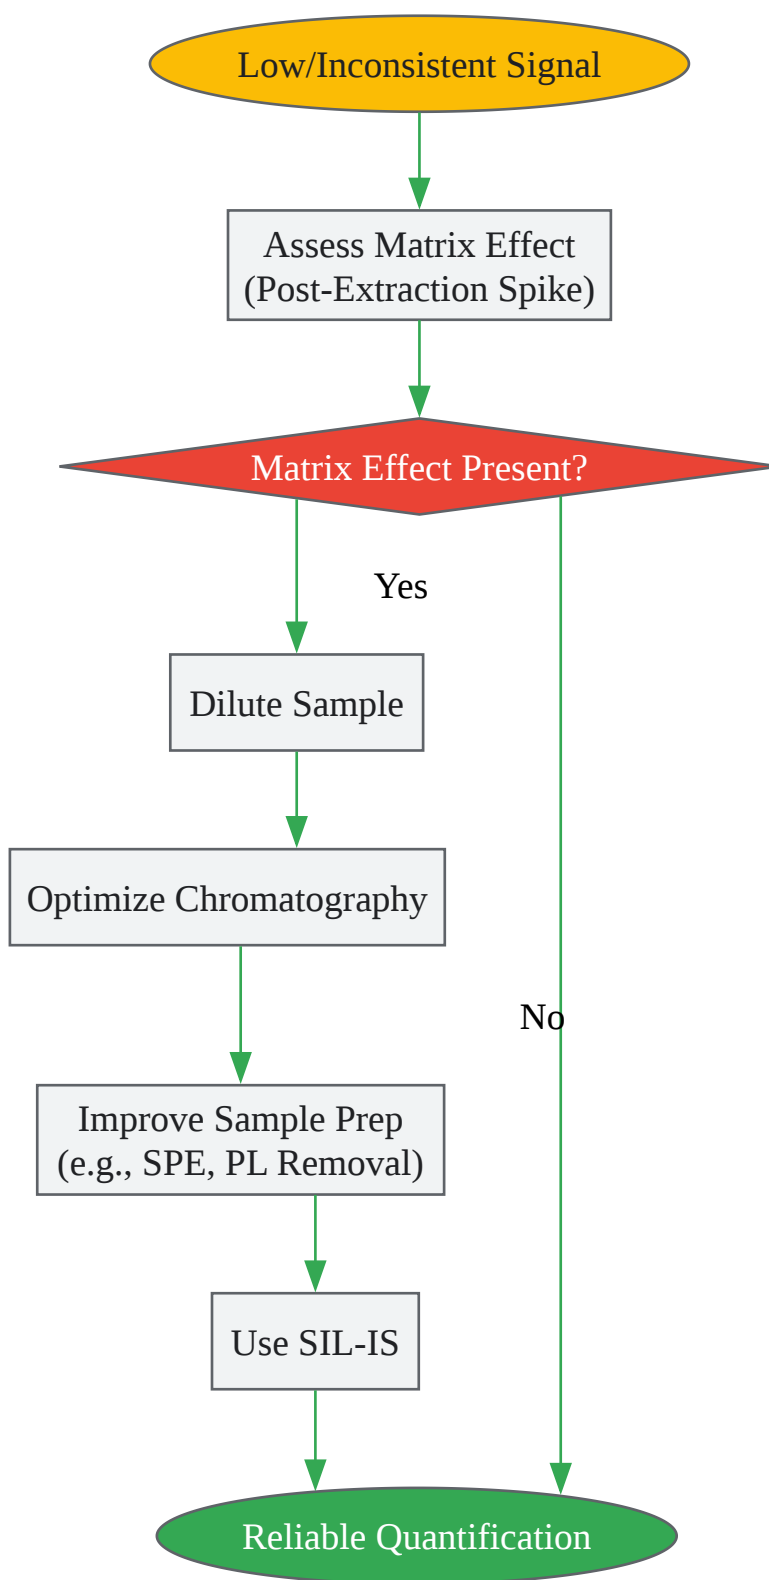 Low/Inconsistent Signal
Assess Matrix Effect
(Post-Extraction Spike)
Matrix Effect Present?
Yes
Dilute Sample
Optimize Chromatography
No
Improve Sample Prep
(e.g., SPE, PL Removal)
Use SIL-IS
Reliable Quantification